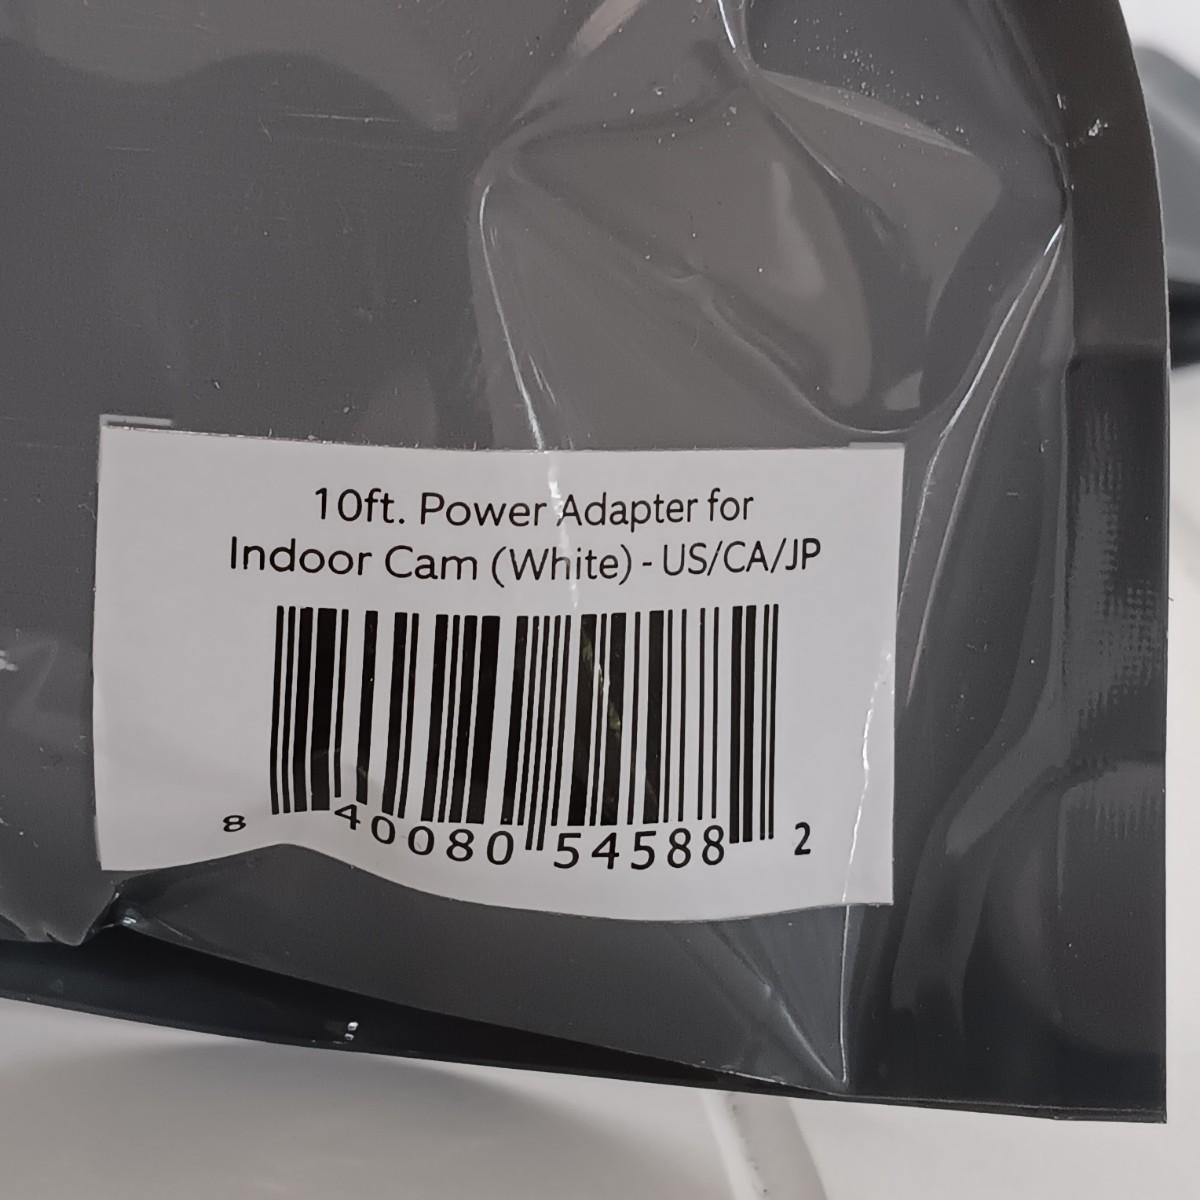 10ft. Power Adapter for
Indoor Cam (White) - US/CA/JP
8 40080 54588 2